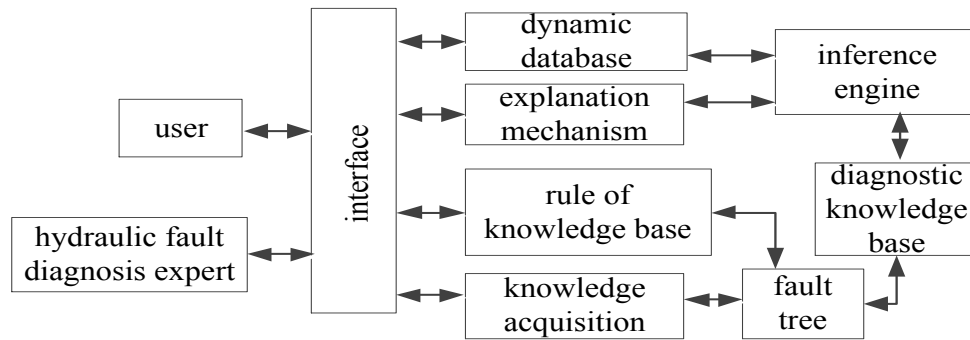 user
hydraulic fault
diagnosis expert
interface
dynamic
database
explanation
mechanism
rule of
knowledge base
knowledge
acquisition
inference
engine
diagnostic
knowledge
base
fault
tree